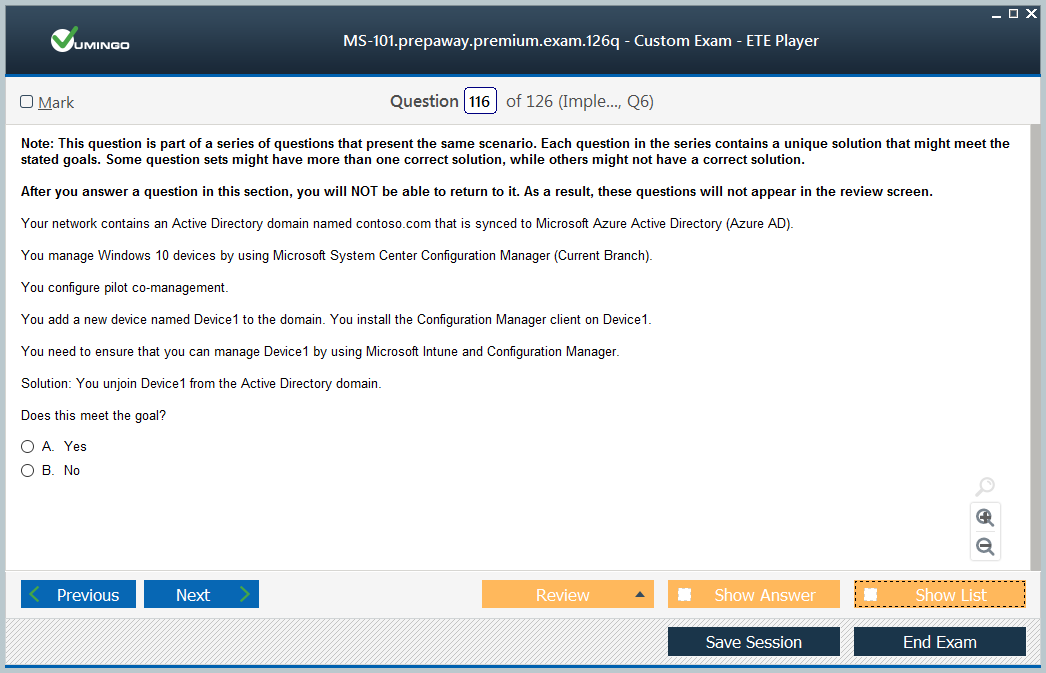 VUMINGO
MS-101.prepaway.premium.exam.126q - Custom Exam - ETE Player
Mark
Question 116 of 126 (Imple..., Q6)
Note: This question is part of a series of questions that present the same scenario. Each question in the series contains a unique solution that might meet the
stated goals. Some question sets might have more than one correct solution, while others might not have a correct solution.
After you answer a question in this section, you will NOT be able to return to it. As a result, these questions will not appear in the review screen.
Your network contains an Active Directory domain named contoso.com that is synced to Microsoft Azure Active Directory (Azure AD).
You manage Windows 10 devices by using Microsoft System Center Configuration Manager (Current Branch).
You configure pilot co-management.
You add a new device named Device1 to the domain. You install the Configuration Manager client on Device1.
You need to ensure that you can manage Device1 by using Microsoft Intune and Configuration Manager.
Solution: You unjoin Device1 from the Active Directory domain.
Does this meet the goal?
A. Yes
B. No
Previous
Next
Review
Show Answer
Show List
Save Session
End Exam